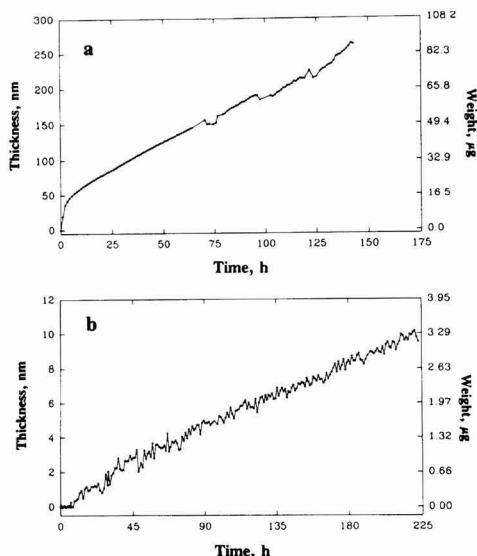 a
300
250
200
150
100
50
0
Thickness, nm
108.2
82.3
65.8
49.4
32.9
16.5
0.0
Weight, µg
0 25 50 75 100 125 150 175
Time, h
b
12
10
8
6
4
2
0
Thickness, nm
3.95
3.29
2.63
1.97
1.32
0.66
0.00
Weight, µg
0 45 90 135 180 225
Time, h